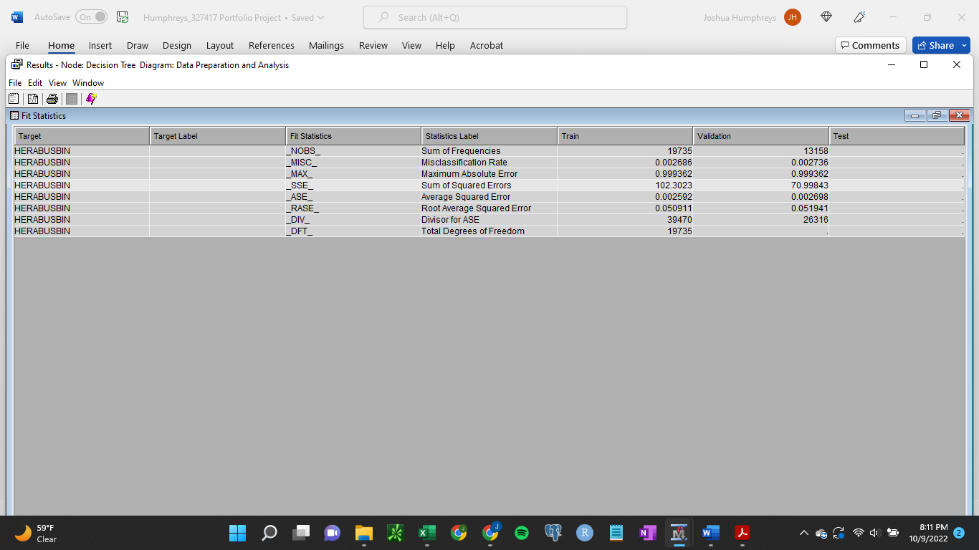 AutoSave On Humphreys_327417 Portfolio Project • Saved Search (Alt+Q) Joshua Humphreys JH
File Home Insert Draw Design Layout References Mailings Review View Help Acrobat Comments Share
Results - Node: Decision Tree Diagram: Data Preparation and Analysis
File Edit View Window
Fit Statistics
Target Target Label Fit Statistics Statistics Label Train Validation Test
HERABUSBIN _NOBS_ Sum of Frequencies 19735 13158 .
HERABUSBIN _MISC_ Misclassification Rate 0.002686 0.002736 .
HERABUSBIN _MAX_ Maximum Absolute Error 0.999362 0.999362 .
HERABUSBIN _SSE_ Sum of Squared Errors 102.3023 70.99843 .
HERABUSBIN _ASE_ Average Squared Error 0.002592 0.002698 .
HERABUSBIN _RASE_ Root Average Squared Error 0.050911 0.051941 .
HERABUSBIN _DIV_ Divisor for ASE 39470 26316 .
HERABUSBIN _DFT_ Total Degrees of Freedom 19735 . .
59°F
Clear
8:11 PM
10/9/2022
2